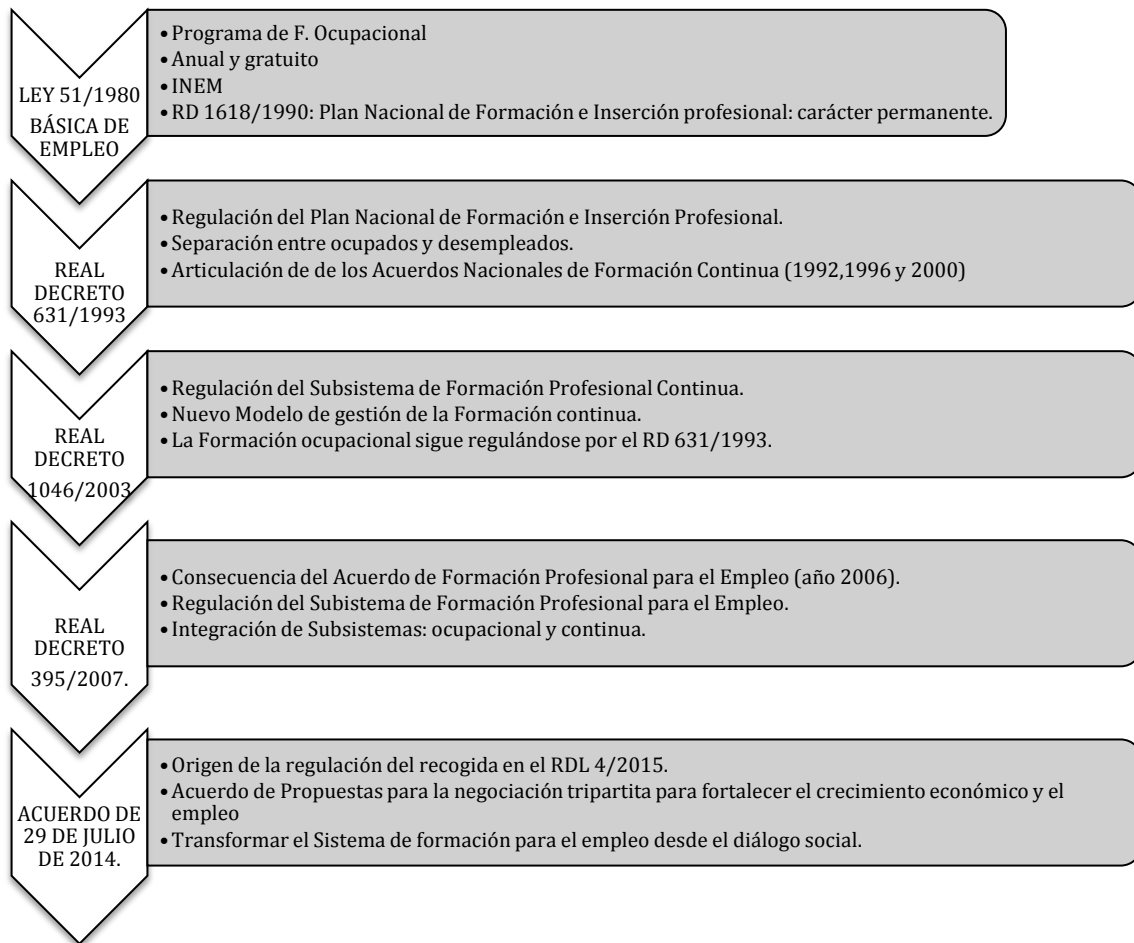 LEY 51/1980
BÁSICA DE
EMPLEO
• Programa de F. Ocupacional
• Anual y gratuito
• INEM
• RD 1618/1990: Plan Nacional de Formación e Inserción profesional: carácter permanente.
REAL
DECRETO
631/1993
• Regulación del Plan Nacional de Formación e Inserción Profesional.
• Separación entre ocupados y desempleados.
• Articulación de de los Acuerdos Nacionales de Formación Continua (1992,1996 y 2000)
REAL
DECRETO
1046/2003
• Regulación del Subsistema de Formación Profesional Continua.
• Nuevo Modelo de gestión de la Formación continua.
• La Formación ocupacional sigue regulándose por el RD 631/1993.
REAL
DECRETO
395/2007.
• Consecuencia del Acuerdo de Formación Profesional para el Empleo (año 2006).
• Regulación del Subistema de Formación Profesional para el Empleo.
• Integración de Subsistemas: ocupacional y continua.
ACUERDO DE
29 DE JULIO
DE 2014.
• Origen de la regulación del recogida en el RDL 4/2015.
• Acuerdo de Propuestas para la negociación tripartita para fortalecer el crecimiento económico y el
empleo
• Transformar el Sistema de formación para el empleo desde el diálogo social.